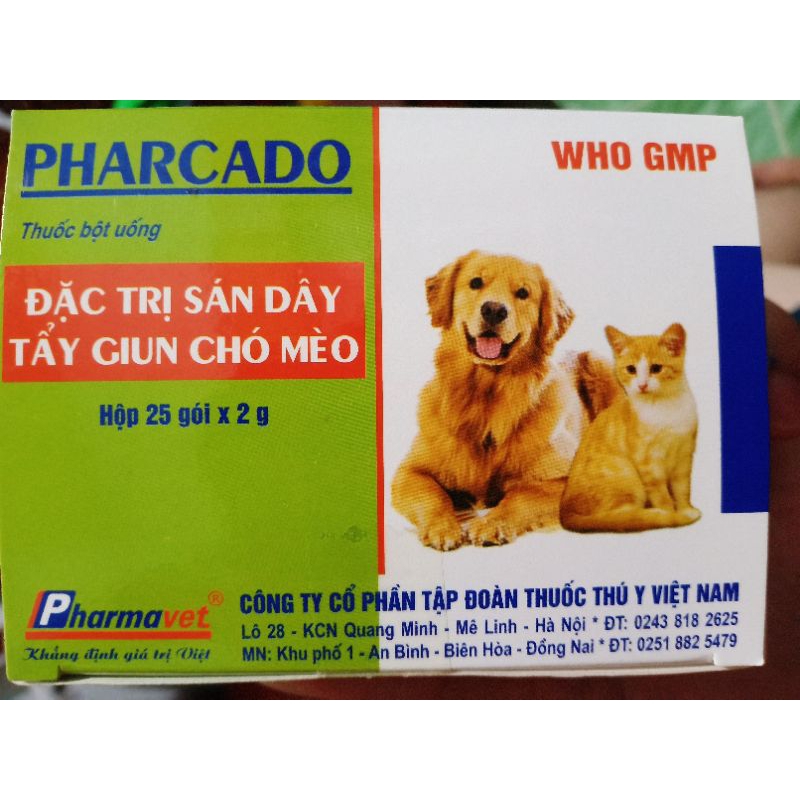 PHARCADO
Thuốc bột uống
ĐẶC TRỊ SÁN DÂY
TẨY GIUN CHÓ MÈO
Hộp 25 gói x 2 g
WHO GMP
Pharmavet®
Khẳng định giá trị Việt
CÔNG TY CỔ PHẦN TẬP ĐOÀN THUỐC THÚ Y VIỆT NAM
Lô 28 - KCN Quang Minh - Mê Linh - Hà Nội * ĐT: 0243 818 2625
MN: Khu phố 1 - An Bình - Biên Hòa - Đồng Nai * ĐT: 0251 882 5479